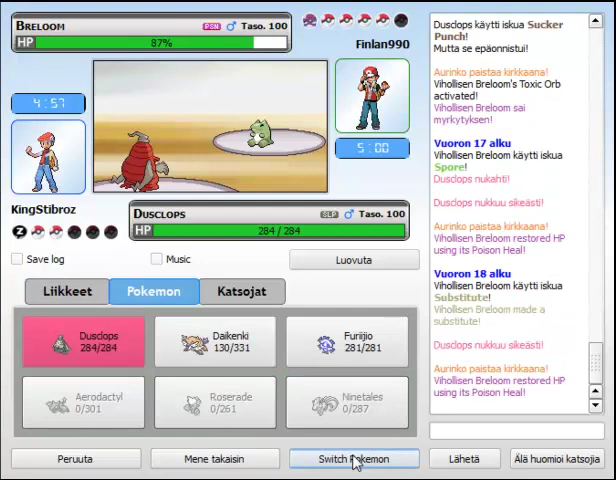 BRELOOM PSN ♂ Taso. 100
HP 87%
Finlan990
4:57
5:00
KingStibroz
DUSCLOPS SLP ♂ Taso. 100
HP 284 / 284
Z
Save log
Music
Luovuta
Liikkeet
Pokemon
Katsojat
Dusclops
284/284
Daikenki
130/331
Furiijio
281/281
Aerodactyl
0/301
Roserade
0/261
Ninetales
0/287
Peruuta
Mene takaisin
Switch Pokemon
Dusclops käytti iskua Sucker
Punch!
Mutta se epäonnistui!
Aurinko paistaa kirkkaana!
Vihollisen Breloom's Toxic Orb
activated!
Vihollisen Breloom sai
myrkytyksen!
Vuoron 17 alku
Vihollisen Breloom käytti iskua
Spore!
Dusclops nukahti!
Dusclops nukkuu sikeästi!
Aurinko paistaa kirkkaana!
Vihollisen Breloom restored HP
using its Poison Heal!
Vuoron 18 alku
Vihollisen Breloom käytti iskua
Substitute!
Vihollisen Breloom made a
substitute!
Dusclops nukkuu sikeästi!
Aurinko paistaa kirkkaana!
Vihollisen Breloom restored HP
using its Poison Heal!
Lähetä
Älä huomioi katsojia